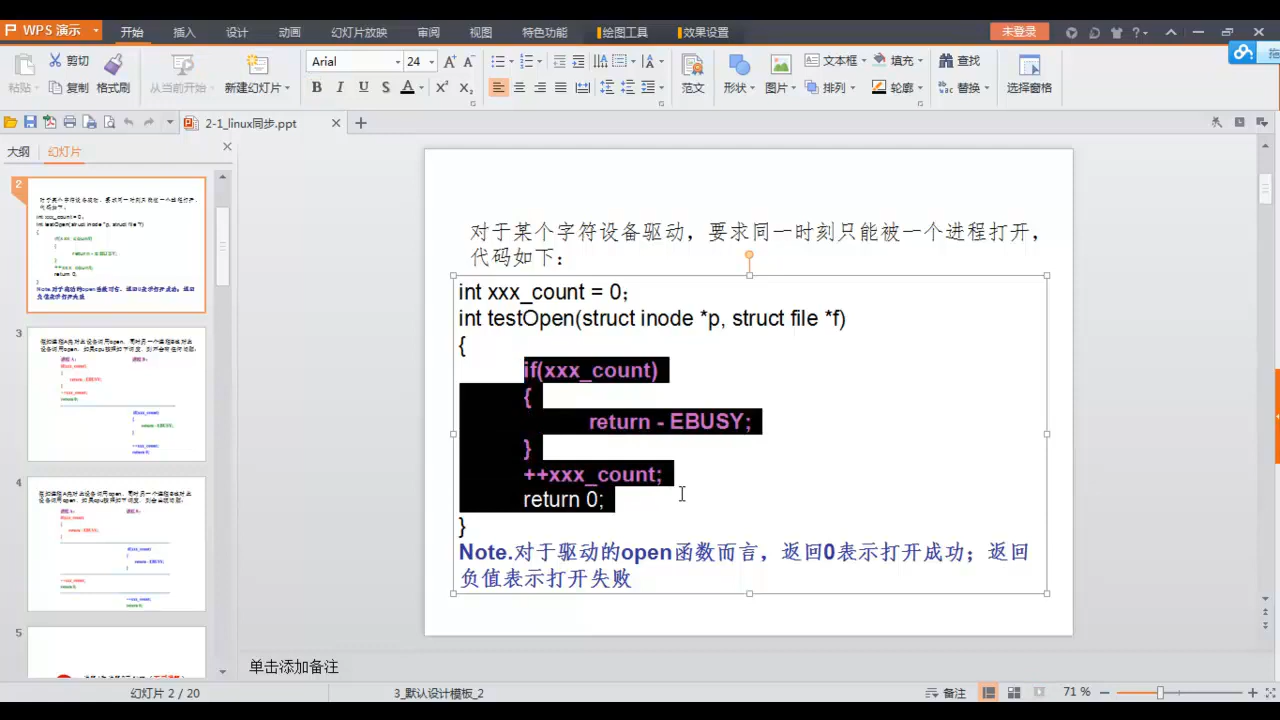 WPS 演示
开始 插入 设计 动画 幻灯片放映 审阅 视图 特色功能 绘图工具 效果设置
未登录
粘贴 剪切 复制 格式刷
从当前开始 新建幻灯片
Arial 24
B I U S A
范文 形状 图片 文本框 排列 填充 轮廓 查找 替换 选择窗格
2-1_linux同步.ppt
大纲 幻灯片
2
3
4
5
对于某个字符设备驱动，要求同一时刻只能被一个进程打开，
代码如下：
int xxx_count = 0；
int testOpen(struct inode *p, struct file *f)
{
if(xxx_count)
{
return - EBUSY;
}
++xxx_count;
return 0;
}
Note.对于驱动的open函数而言，返回0表示打开成功；返回
负值表示打开失败
单击添加备注
幻灯片 2 / 20 3_默认设计模板_2 备注 71 %